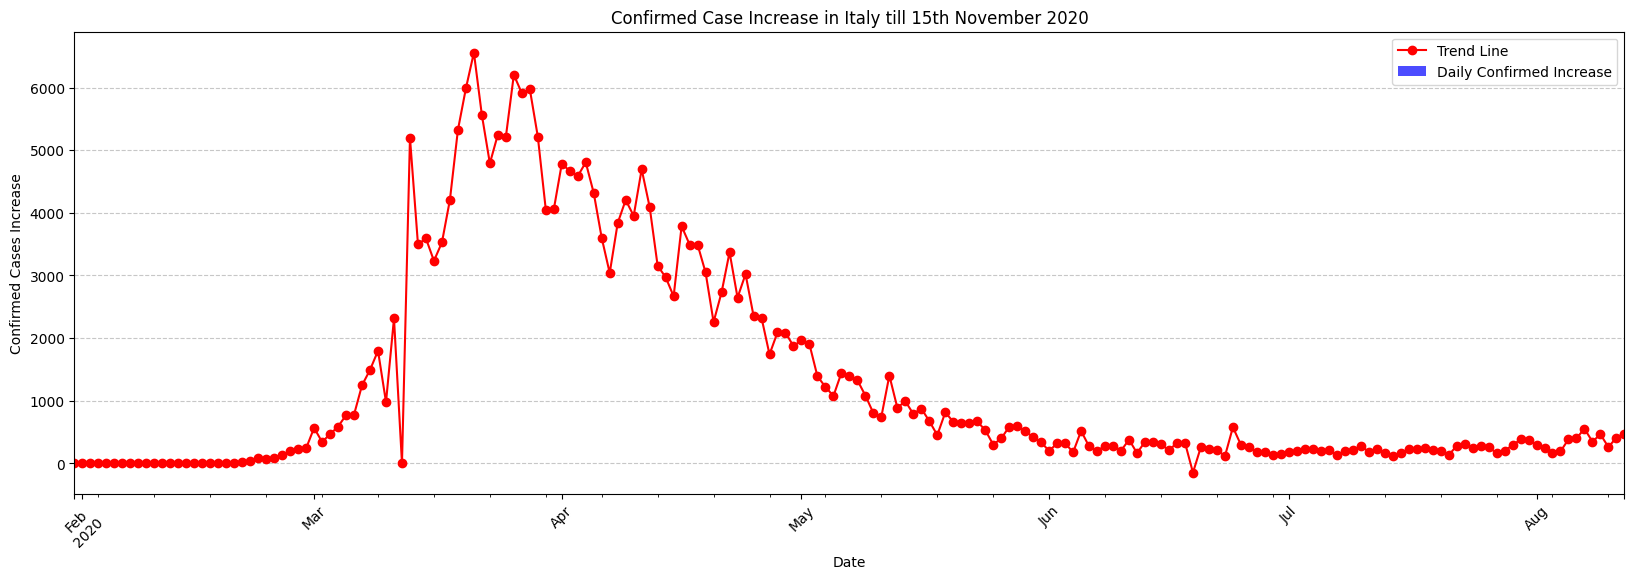 Confirmed Case Increase in Italy till 15th November 2020
Trend Line
Daily Confirmed Increase
Confirmed Cases Increase
6000
5000
4000
3000
2000
1000
0
Feb
2020
Mar
Apr
May
Jun
Jul
Aug
Date